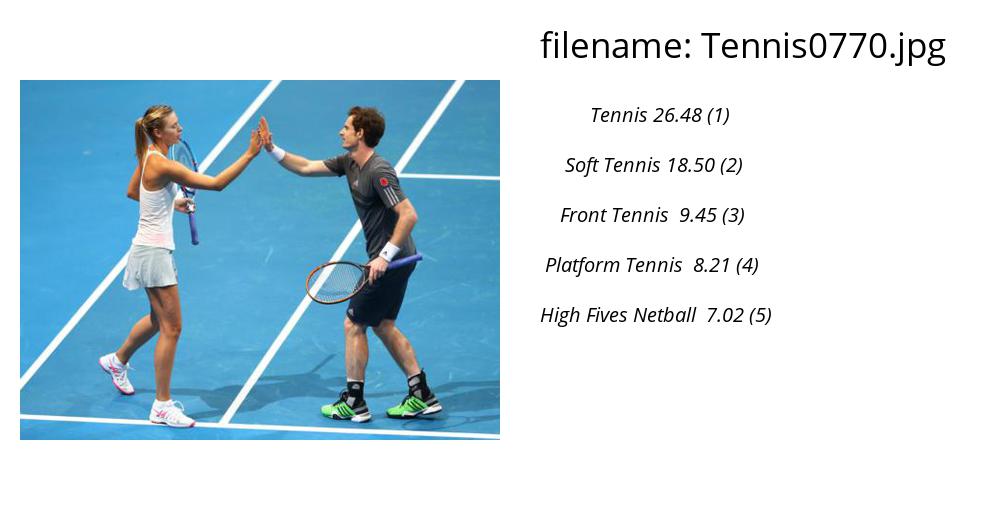 filename: Tennis0770.jpg
Tennis 26.48 (1)
Soft Tennis 18.50 (2)
Front Tennis 9.45 (3)
Platform Tennis 8.21 (4)
High Fives Netball 7.02 (5)